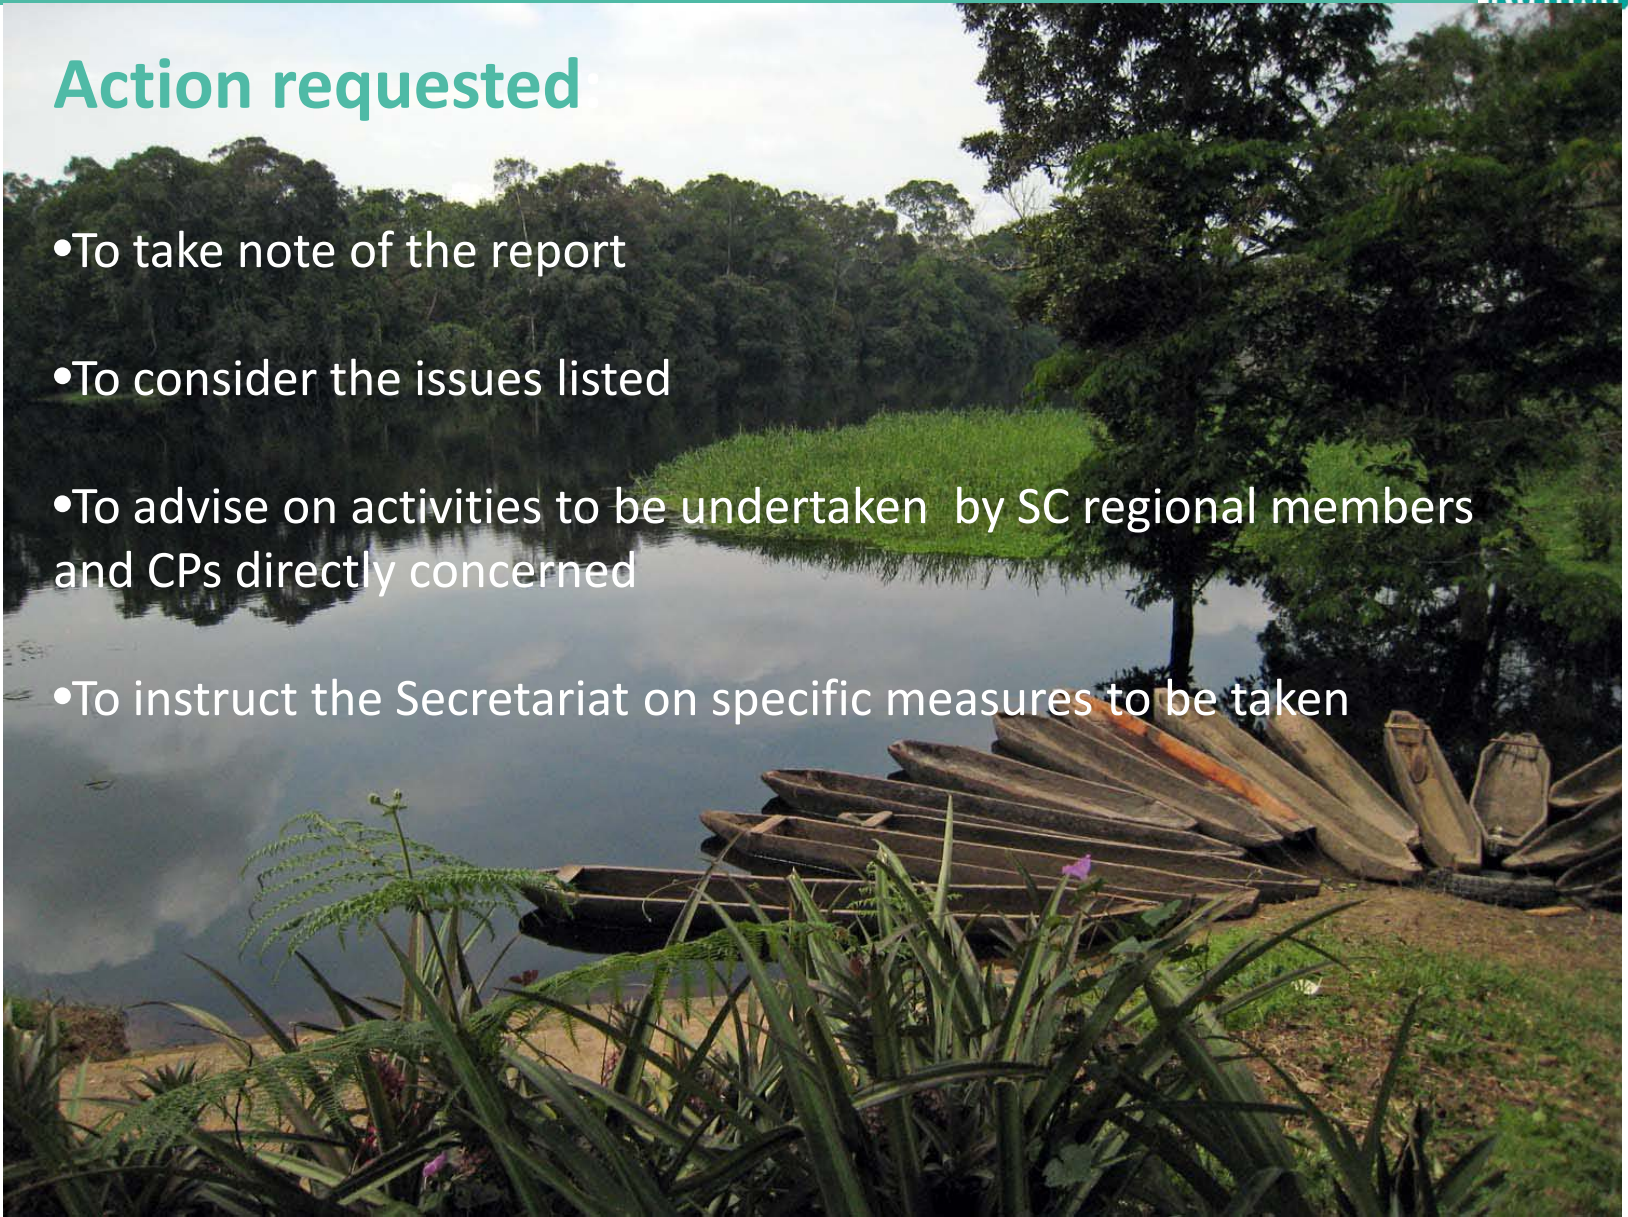 Action requested
•To take note of the report
•To consider the issues listed
•To advise on activities to be undertaken  by SC regional members
and CPs directly concerned
•To instruct the Secretariat on specific measures to be taken